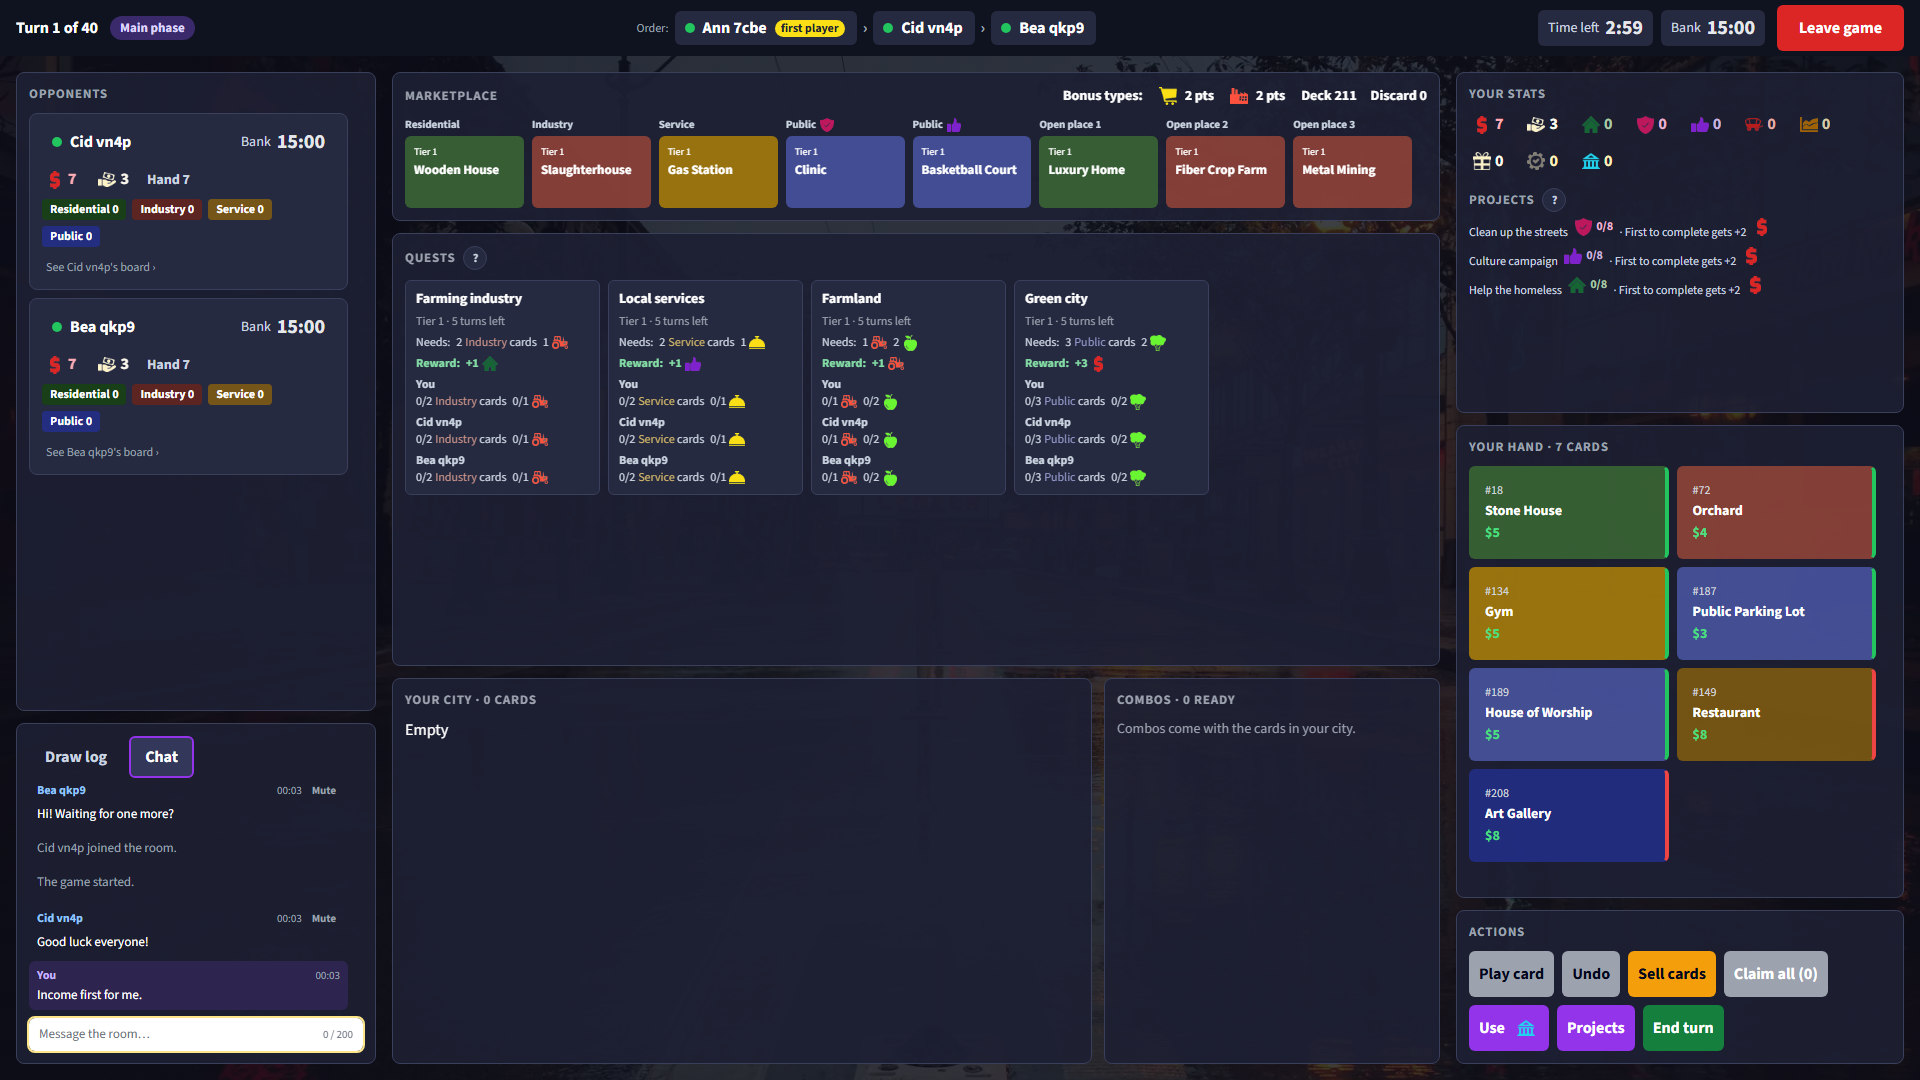 Turn 1 of 40 Main phase
Order: Ann 7cbe first player › Cid vn4p › Bea qkp9
Time left 2:59 Bank 15:00 Leave game
OPPONENTS
Cid vn4p Bank 15:00
7 3 Hand 7
Residential 0 Industry 0 Service 0
Public 0
See Cid vn4p's board ›
Bea qkp9 Bank 15:00
7 3 Hand 7
Residential 0 Industry 0 Service 0
Public 0
See Bea qkp9's board ›
Draw log Chat
Bea qkp9 00:03 Mute
Hi! Waiting for one more?
Cid vn4p joined the room.
The game started.
Cid vn4p 00:03 Mute
Good luck everyone!
You 00:03
Income first for me.
Message the room... 0 / 200
MARKETPLACE Bonus types: 2 pts 2 pts Deck 211 Discard 0
Residential Industry Service Public Public Open place 1 Open place 2 Open place 3
Tier 1 Tier 1 Tier 1 Tier 1 Tier 1 Tier 1 Tier 1 Tier 1
Wooden House Slaughterhouse Gas Station Clinic Basketball Court Luxury Home Fiber Crop Farm Metal Mining
QUESTS ?
Farming industry
Tier 1 · 5 turns left
Needs: 2 Industry cards 1
Reward: +1
You
0/2 Industry cards 0/1
Cid vn4p
0/2 Industry cards 0/1
Bea qkp9
0/2 Industry cards 0/1
Local services
Tier 1 · 5 turns left
Needs: 2 Service cards 1
Reward: +1
You
0/2 Service cards 0/1
Cid vn4p
0/2 Service cards 0/1
Bea qkp9
0/2 Service cards 0/1
Farmland
Tier 1 · 5 turns left
Needs: 1 2
Reward: +1
You
0/1 0/2
Cid vn4p
0/1 0/2
Bea qkp9
0/1 0/2
Green city
Tier 1 · 5 turns left
Needs: 3 Public cards 2
Reward: +3
You
0/3 Public cards 0/2
Cid vn4p
0/3 Public cards 0/2
Bea qkp9
0/3 Public cards 0/2
YOUR CITY · 0 CARDS
Empty
COMBOS · 0 READY
Combos come with the cards in your city.
YOUR STATS
7 3 0 0 0 0 0
0 0 0
PROJECTS ?
Clean up the streets 0/8 · First to complete gets +2
Culture campaign 0/8 · First to complete gets +2
Help the homeless 0/8 · First to complete gets +2
YOUR HAND · 7 CARDS
#18
Stone House
$5
#72
Orchard
$4
#134
Gym
$5
#187
Public Parking Lot
$3
#189
House of Worship
$5
#149
Restaurant
$8
#208
Art Gallery
$8
ACTIONS
Play card Undo Sell cards Claim all (0)
Use Projects End turn